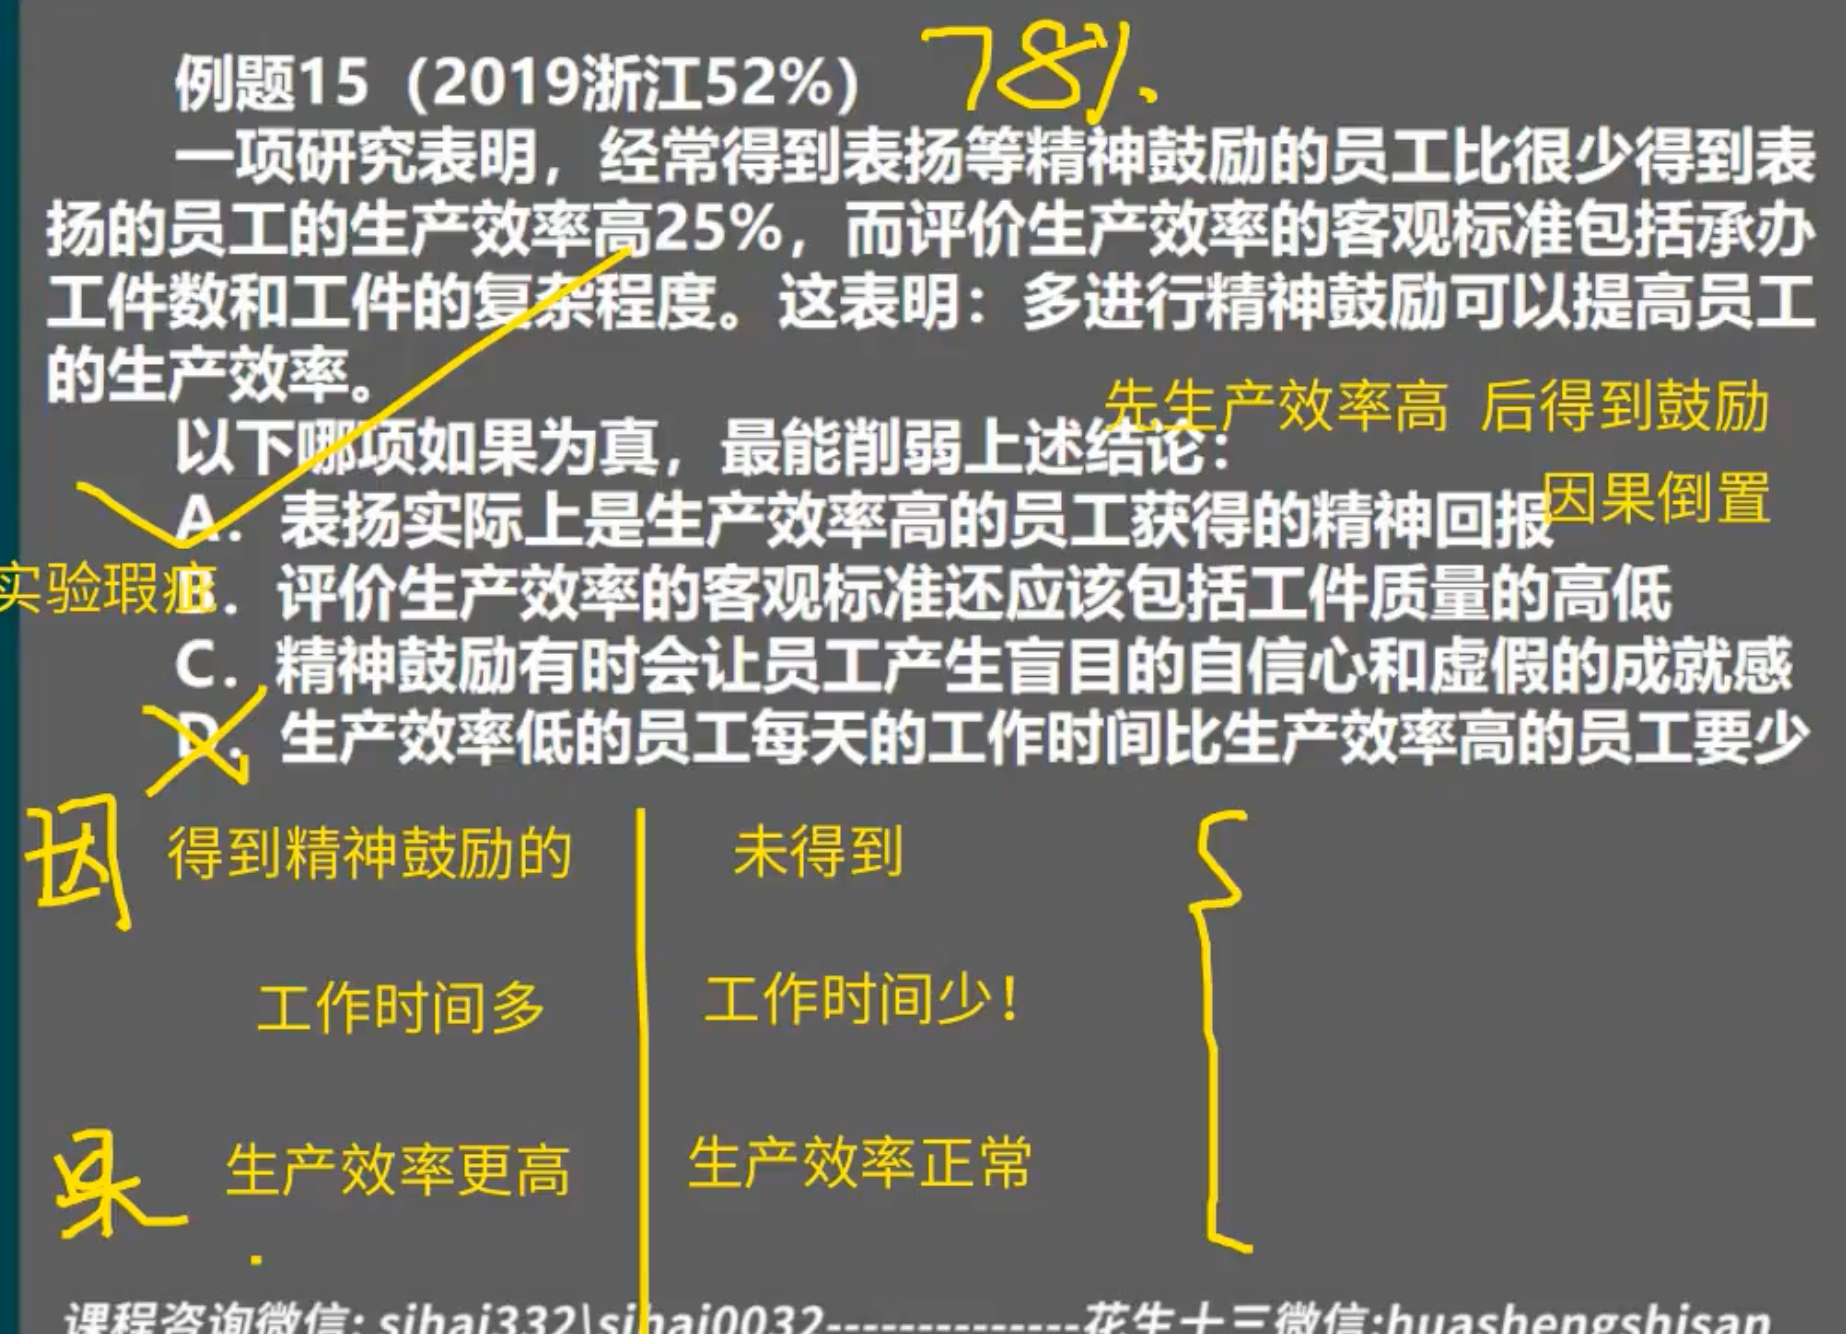 例题15（2019浙江52%） 78%.
一项研究表明，经常得到表扬等精神鼓励的员工比很少得到表
扬的员工的生产效率高25%，而评价生产效率的客观标准包括承办
工件数和工件的复杂程度。这表明：多进行精神鼓励可以提高员工
的生产效率。
先生产效率高 后得到鼓励
以下哪项如果为真，最能削弱上述结论：
A. 表扬实际上是生产效率高的员工获得的精神回报
因果倒置
实验瑕疵
B. 评价生产效率的客观标准还应该包括工件质量的高低
C. 精神鼓励有时会让员工产生盲目的自信心和虚假的成就感
D. 生产效率低的员工每天的工作时间比生产效率高的员工要少
因 得到精神鼓励的 未得到
工作时间多 工作时间少！
果 生产效率更高 生产效率正常
课程咨询微信: sihai332\sihai0032--------------花生十三微信:huashengshisan